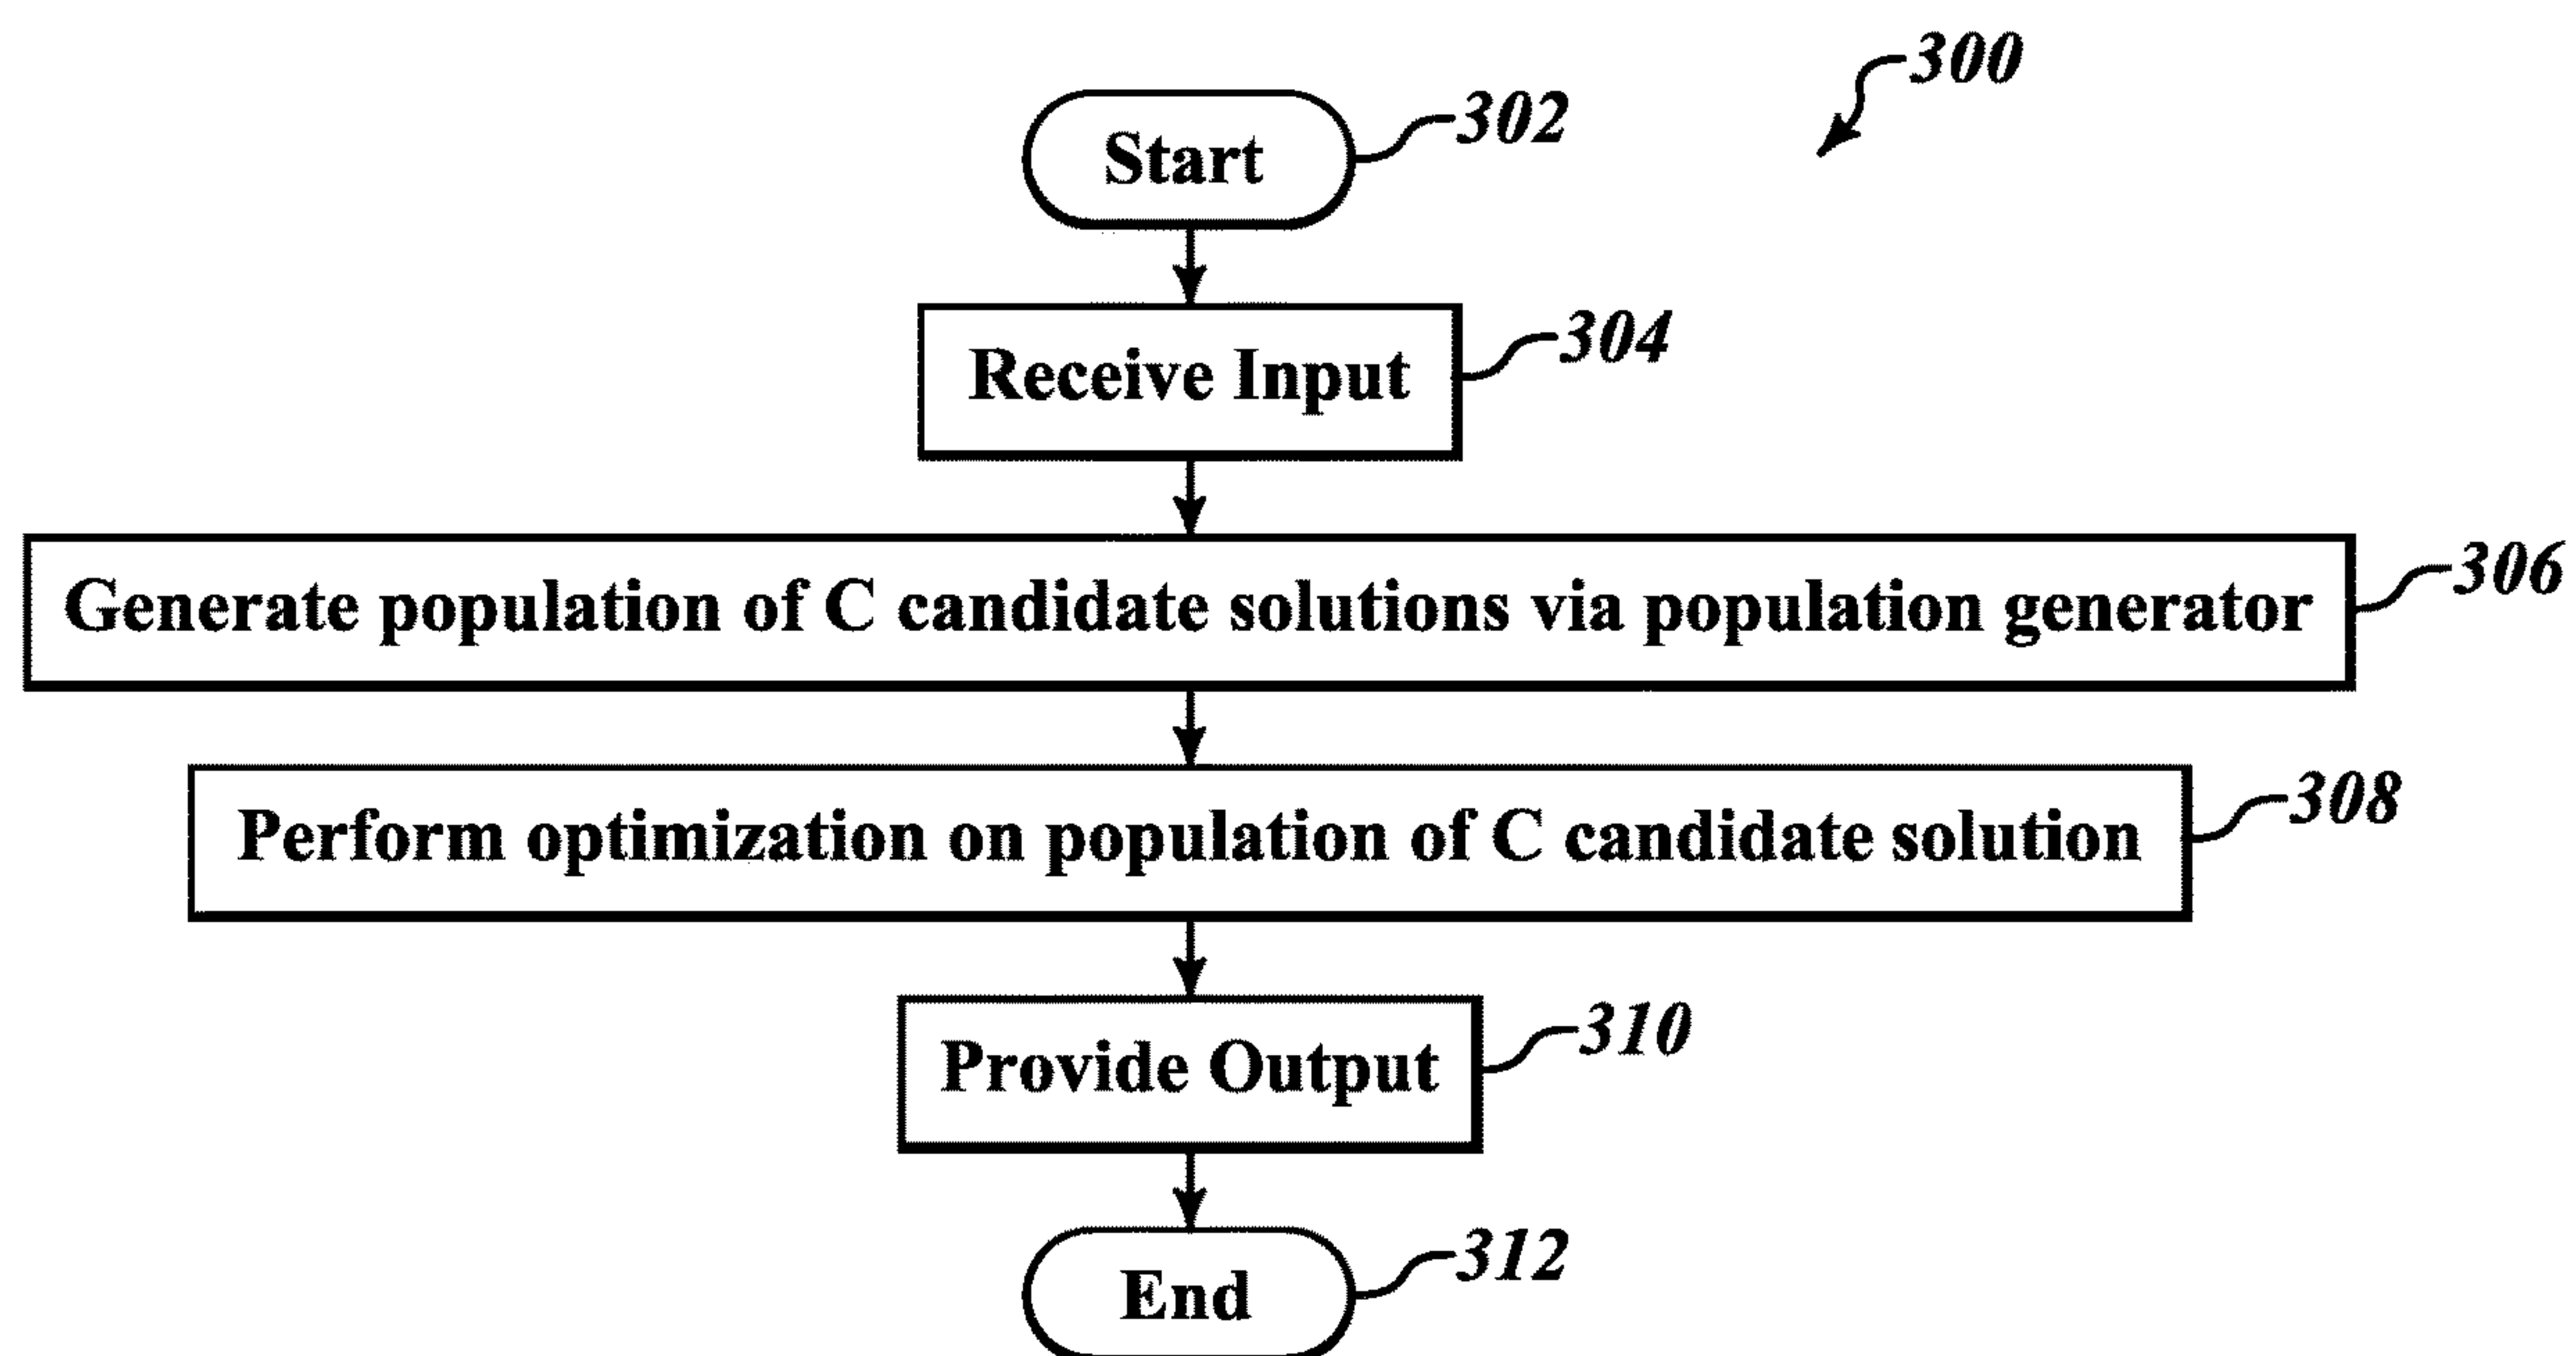 300
Start
302
Receive Input
304
Generate population of C candidate solutions via population generator
306
Perform optimization on population of C candidate solution
308
Provide Output
310
End
312